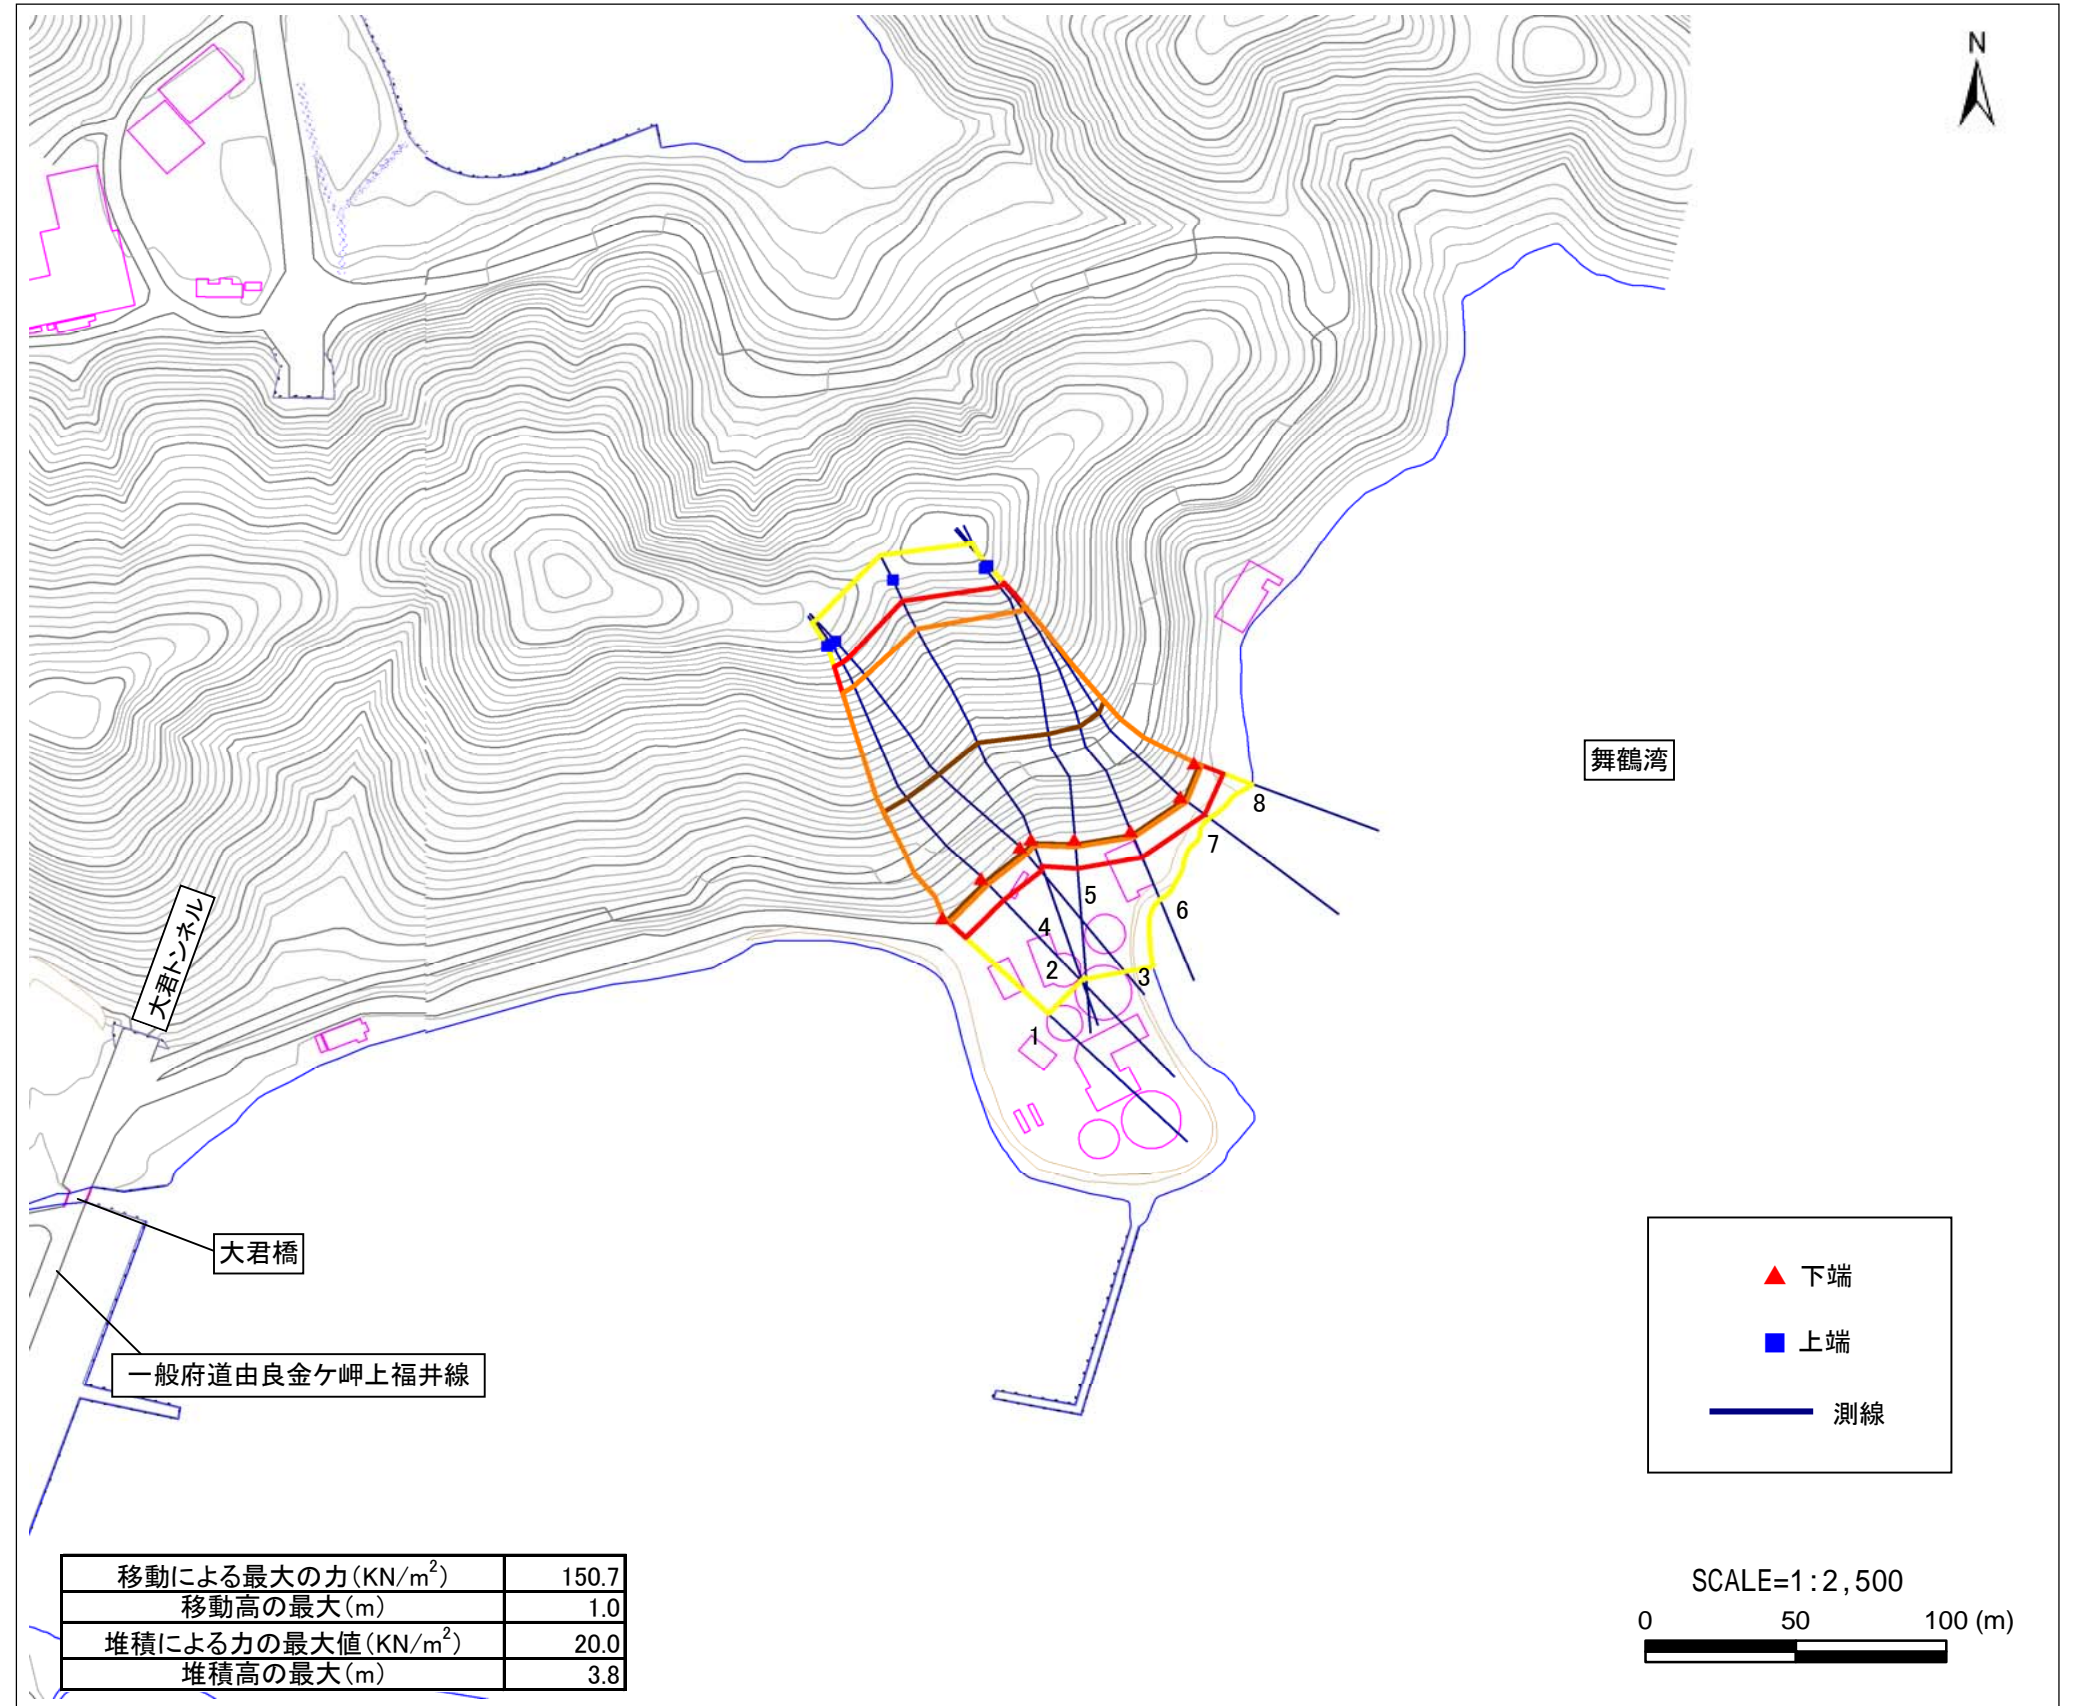 N
舞鶴湾
8
7
5
6
4
2
3
1
大君トンネル
大君橋
一般府道由良金ケ岬上福井線
下端
上端
測線
移動による最大の力(KN/m²) 150.7
移動高の最大(m) 1.0
堆積による力の最大値(KN/m²) 20.0
堆積高の最大(m) 3.8
SCALE=1:2,500
0 50 100 (m)